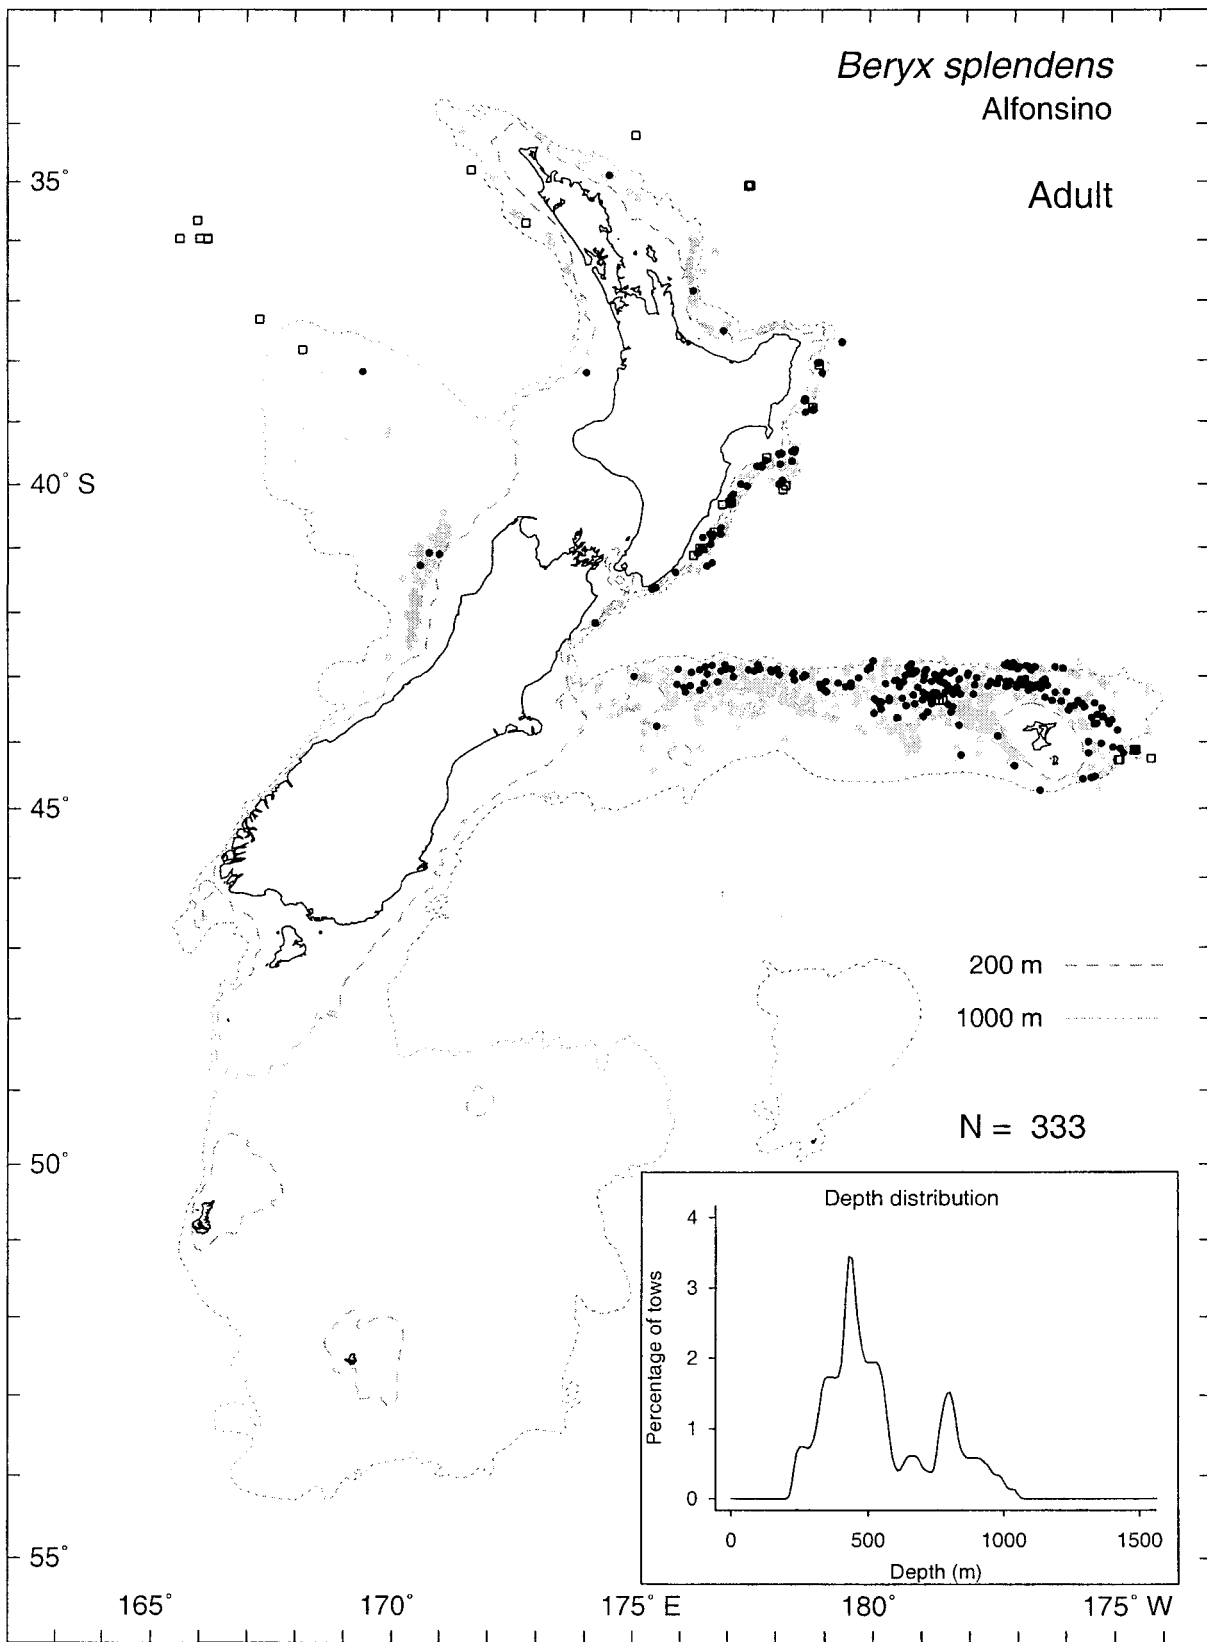 Beryx splendens
Alfonsino
Adult
35°
40° S
45°
50°
55°
200 m
1000 m
N = 333
Depth distribution
Percentage of tows
4
3
2
1
0
0 500 1000 1500
Depth (m)
165° 170° 175° E 180° 175° W